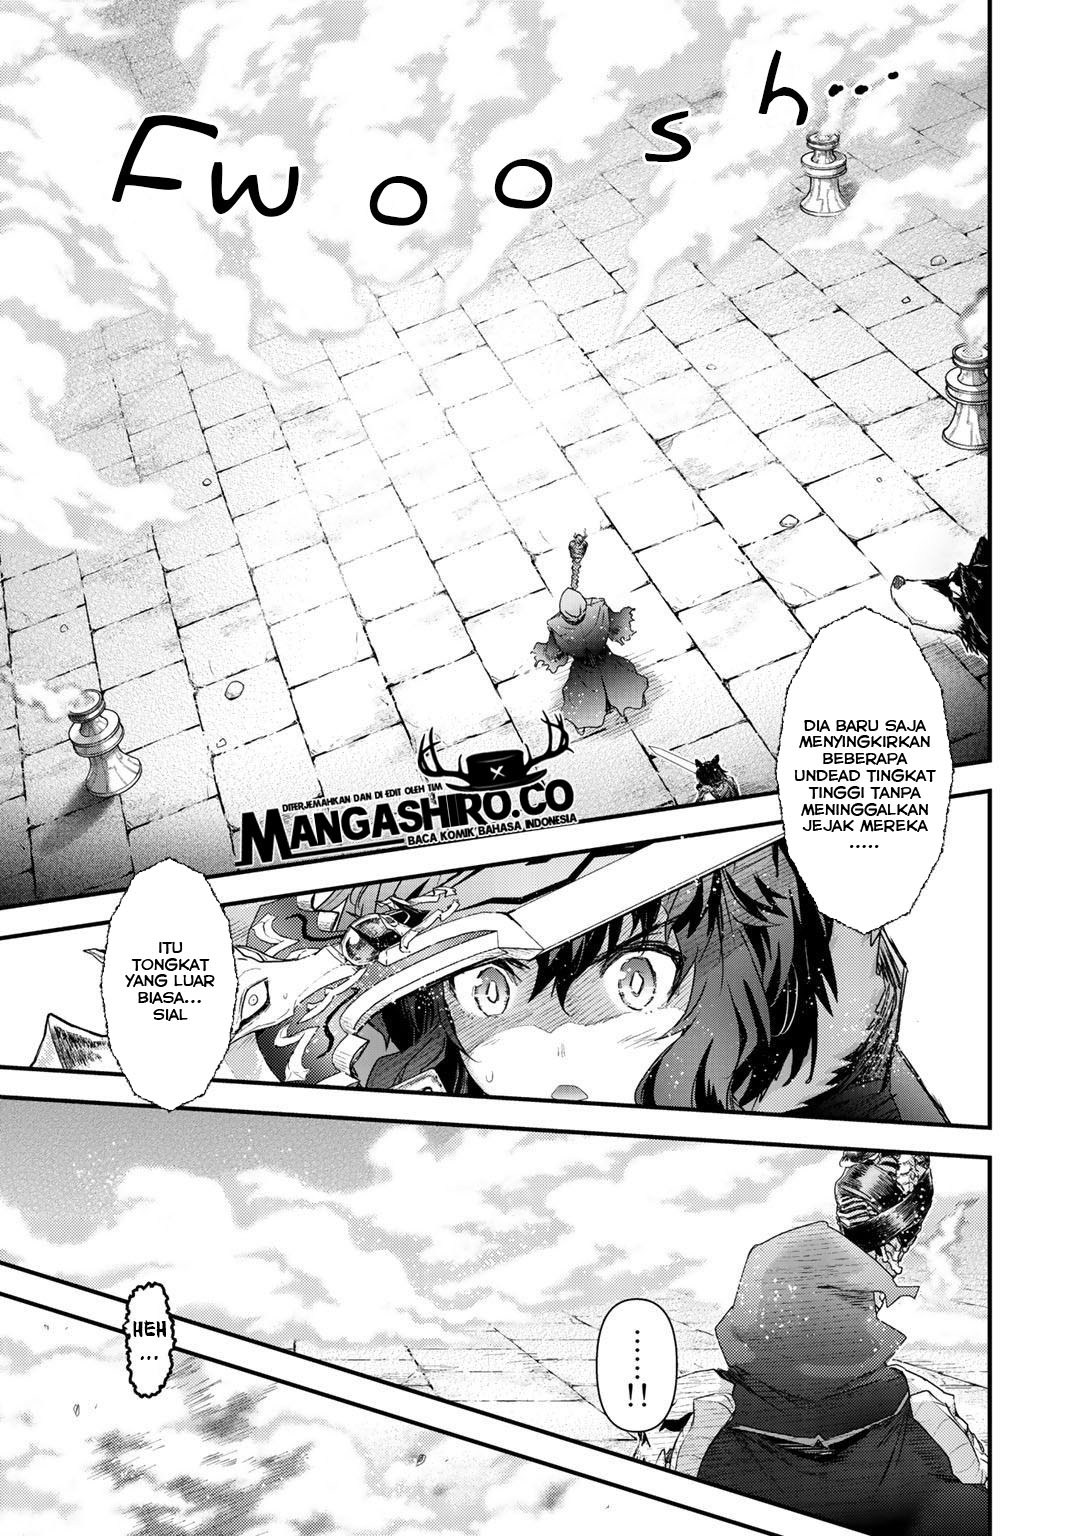 Fwoosh...
DIA BARU SAJA
MENYINGKIRKAN
BEBERAPA
UNDEAD TINGKAT
TINGGI TANPA
MENINGGALKAN
JEJAK MEREKA
.....
DITERJEMAHKAN DAN DI EDIT OLEH TIM
MANGASHIRO.CO
BACA KOMIK BAHASA INDONESIA
ITU
TONGKAT
YANG LUAR
BIASA...
SIAL
......!!
HEH
...